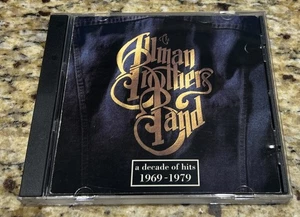 The
Allman
Brothers
Band
a decade of hits
1969-1979